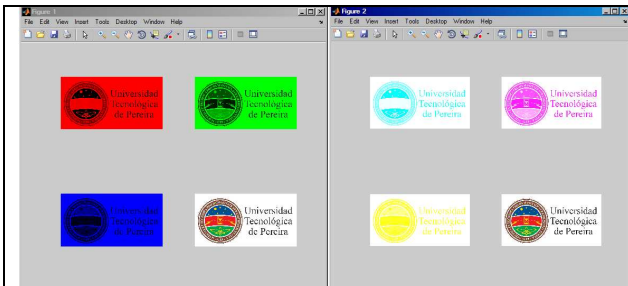 Figure 1
File Edit View Insert Tools Desktop Window Help
Universidad
Tecnológica
de Pereira
Universidad
Tecnológica
de Pereira
Universidad
Tecnológica
de Pereira
Universidad
Tecnológica
de Pereira
Figure 2
File Edit View Insert Tools Desktop Window Help
Universidad
Tecnológica
de Pereira
Universidad
Tecnológica
de Pereira
Universidad
Tecnológica
de Pereira
Universidad
Tecnológica
de Pereira